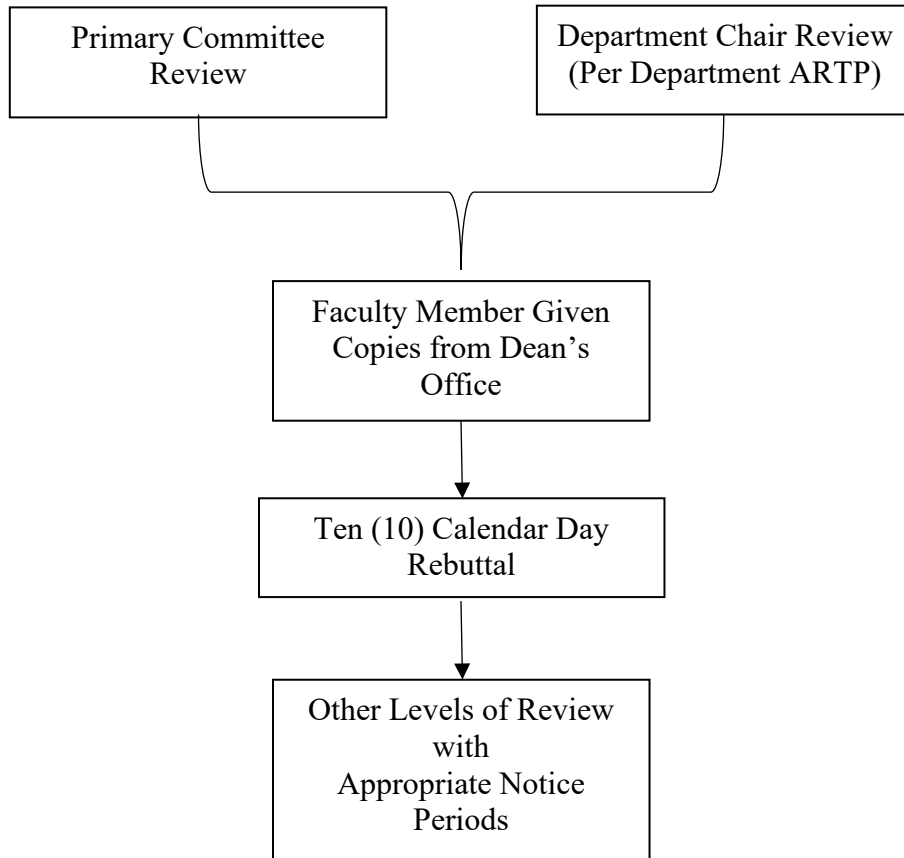 Primary Committee
Review
Department Chair Review
(Per Department ARTP)
Faculty Member Given
Copies from Dean’s
Office
Ten (10) Calendar Day
Rebuttal
Other Levels of Review
with
Appropriate Notice
Periods